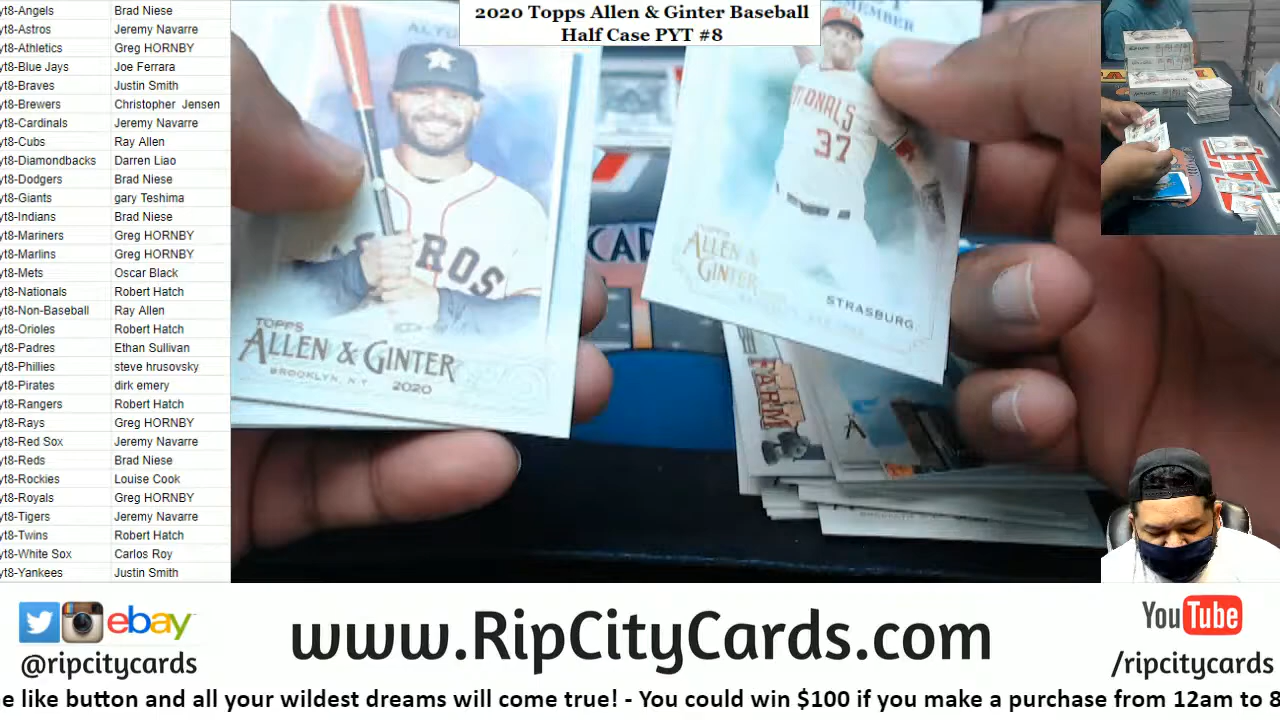 2020 Topps Allen & Ginter Baseball
Half Case PYT #8
yt8-Angels Brad Niese
yt8-Astros Jeremy Navarre
yt8-Athletics Greg HORNBY
yt8-Blue Jays Joe Ferrara
yt8-Braves Justin Smith
yt8-Brewers Christopher Jensen
yt8-Cardinals Jeremy Navarre
yt8-Cubs Ray Allen
yt8-Diamondbacks Darren Liao
yt8-Dodgers Brad Niese
yt8-Giants gary Teshima
yt8-Indians Brad Niese
yt8-Mariners Greg HORNBY
yt8-Marlins Greg HORNBY
yt8-Mets Oscar Black
yt8-Nationals Robert Hatch
yt8-Non-Baseball Ray Allen
yt8-Orioles Robert Hatch
yt8-Padres Ethan Sullivan
yt8-Phillies steve hrusovsky
yt8-Pirates dirk emery
yt8-Rangers Robert Hatch
yt8-Rays Greg HORNBY
yt8-Red Sox Jeremy Navarre
yt8-Reds Brad Niese
yt8-Rockies Louise Cook
yt8-Royals Greg HORNBY
yt8-Tigers Jeremy Navarre
yt8-Twins Robert Hatch
yt8-White Sox Carlos Roy
yt8-Yankees Justin Smith
TROS
TOPPS
ALLEN & GINTER
BROOKLYN, N.Y. 2020
EMEMBER
TIONALS
37
TOPPS
ALLEN & GINTER
STRASBURG
CAR
FARM
ebay
@ripcitycards
www.RipCityCards.com
YouTube
/ripcitycards
e like button and all your wildest dreams will come true! - You could win $100 if you make a purchase from 12am to 8